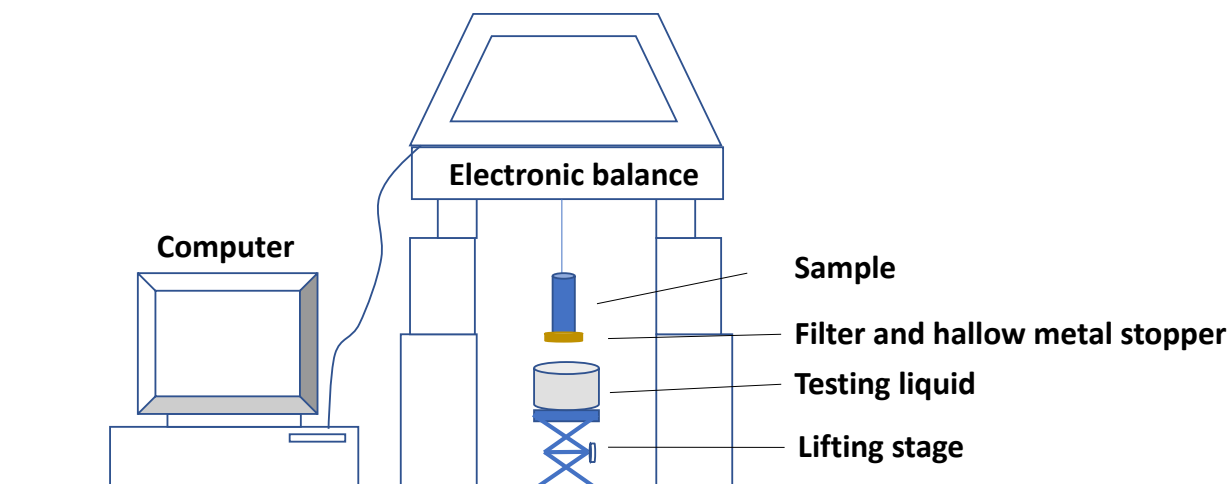 Electronic balance
Computer
Sample
Filter and hallow metal stopper
Testing liquid
Lifting stage